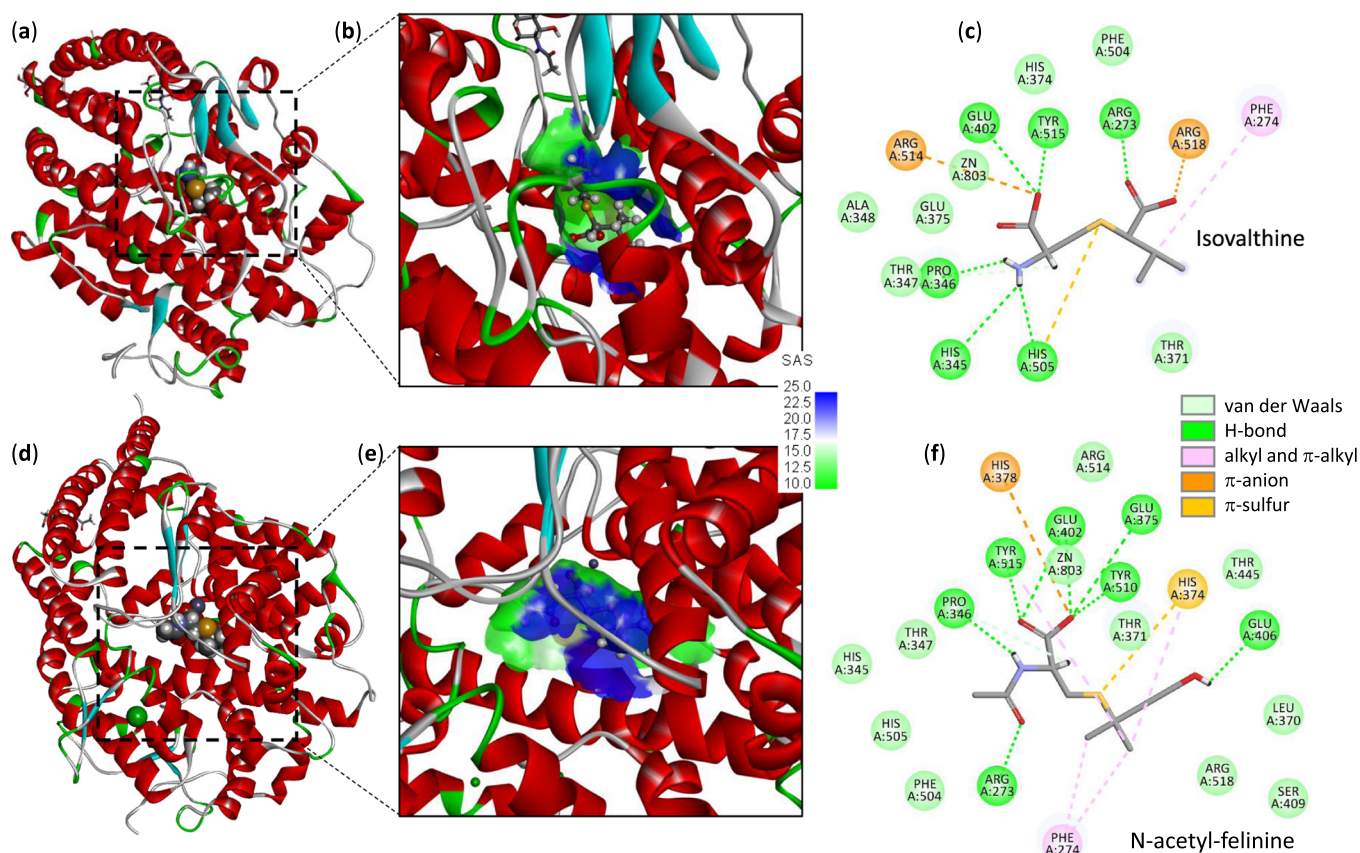 (a)
(b)
(c)
PHE
A:504
HIS
A:374
GLU
A:402
TYR
A:515
ARG
A:273
PHE
A:274
ARG
A:514
ZN
A:803
ARG
A:518
ALA
A:348
GLU
A:375
Isovalthine
THR
A:347
PRO
A:346
HIS
A:345
HIS
A:505
THR
A:371
SAS
25.0
22.5
20.0
17.5
15.0
12.5
10.0
van der Waals
H-bond
alkyl and π-alkyl
π-anion
π-sulfur
(d)
(e)
(f)
HIS
A:378
ARG
A:514
GLU
A:402
GLU
A:375
TYR
A:515
ZN
A:803
TYR
A:510
HIS
A:374
THR
A:445
PRO
A:346
THR
A:347
THR
A:371
GLU
A:406
HIS
A:345
HIS
A:505
LEU
A:370
PHE
A:504
ARG
A:273
ARG
A:518
SER
A:409
PHE
A:274
N-acetyl-felinine